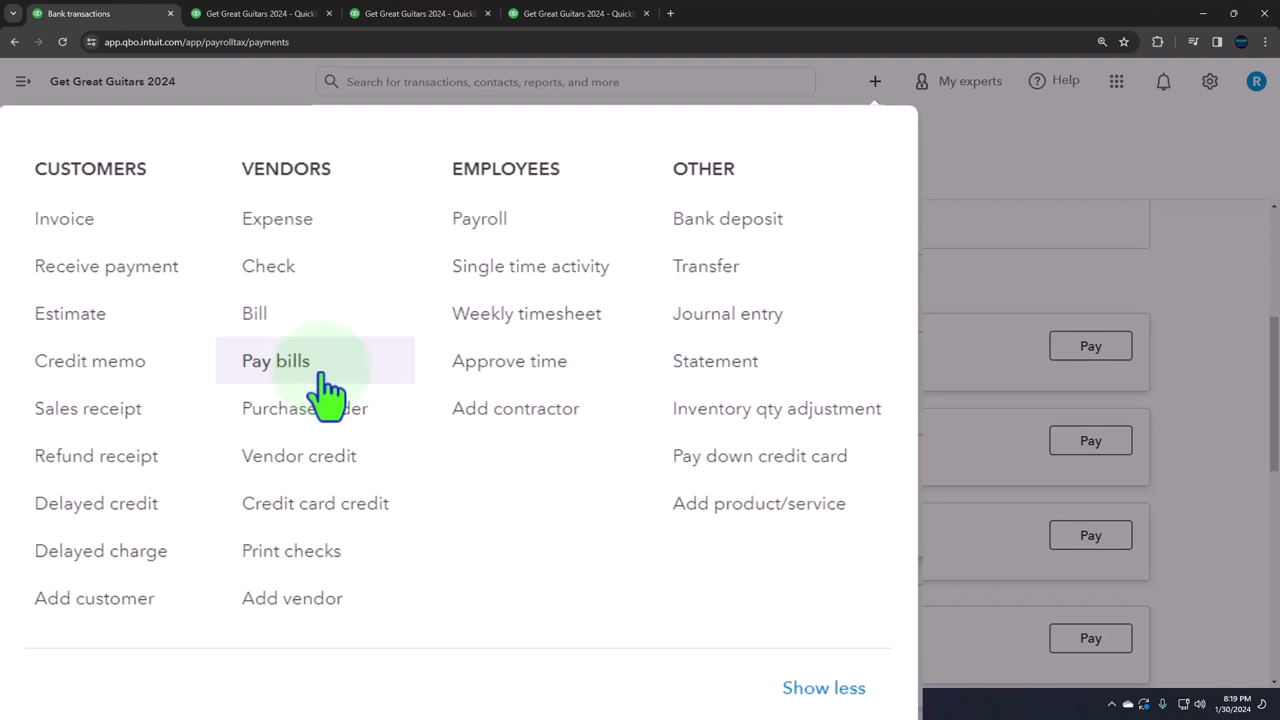 Bank transactions
Get Great Guitars 2024 - Quick
Get Great Guitars 2024 - Quick
Get Great Guitars 2024 - Quick
app.qbo.intuit.com/app/payrolltax/payments
Get Great Guitars 2024
Search for transactions, contacts, reports, and more
My experts
Help
R
CUSTOMERS
Invoice
Receive payment
Estimate
Credit memo
Sales receipt
Refund receipt
Delayed credit
Delayed charge
Add customer
VENDORS
Expense
Check
Bill
Pay bills
Purchase
Vendor credit
Credit card credit
Print checks
Add vendor
EMPLOYEES
Payroll
Single time activity
Weekly timesheet
Approve time
Add contractor
OTHER
Bank deposit
Transfer
Journal entry
Statement
Inventory qty adjustment
Pay down credit card
Add product/service
Show less
Pay
Pay
Pay
Pay
8:19 PM
1/30/2024